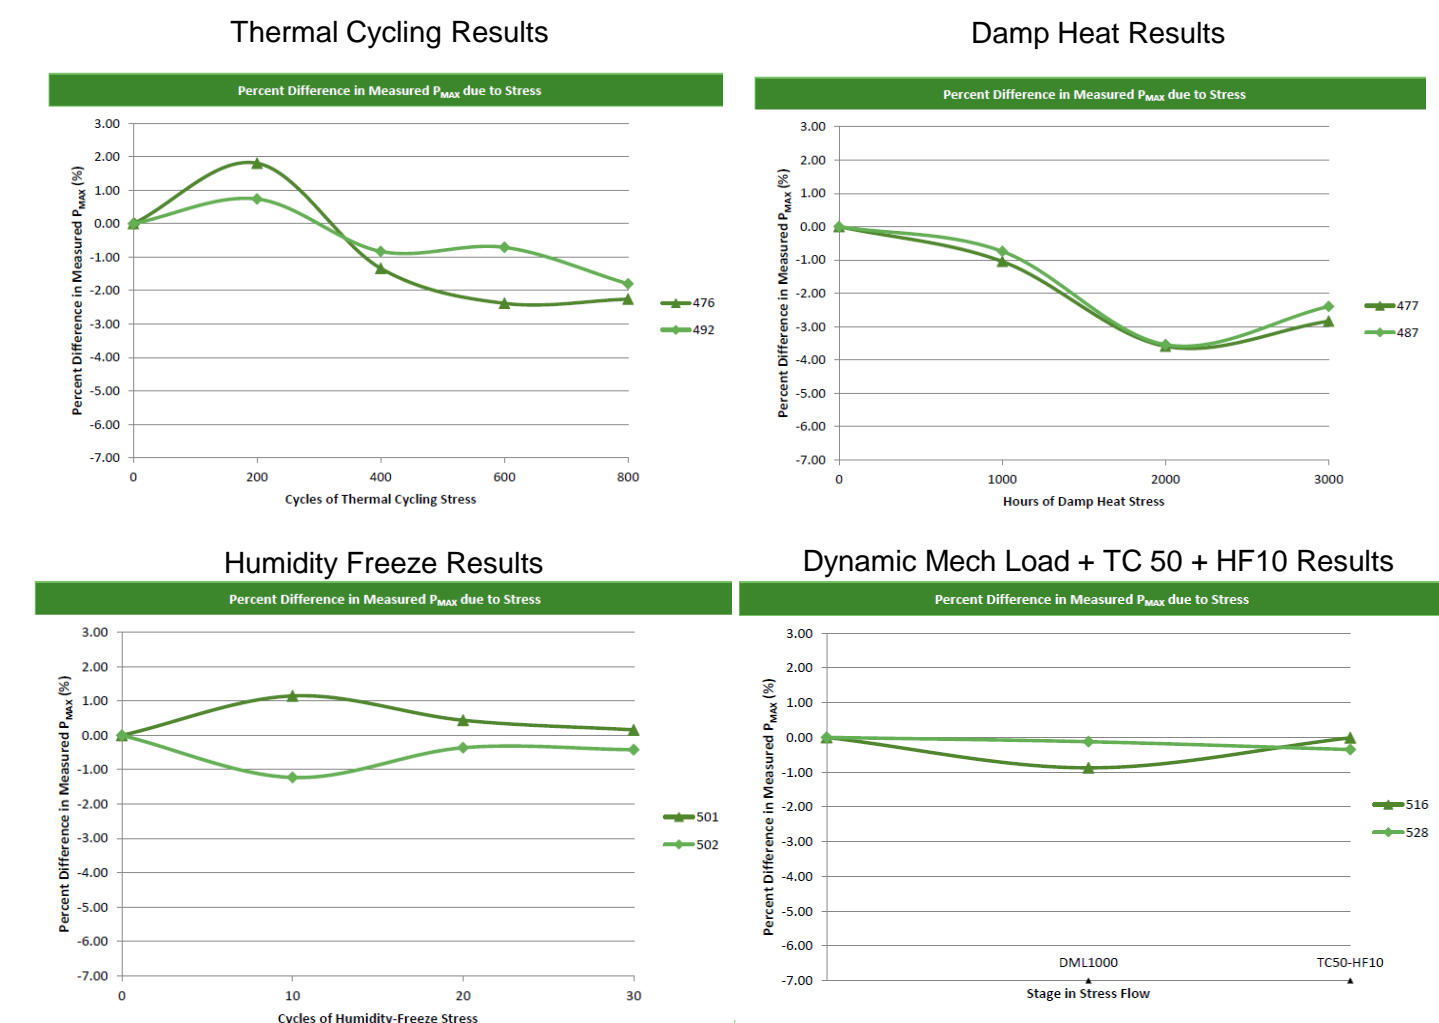 Thermal Cycling Results
Percent Difference in Measured PMAX due to Stress
Percent Difference in Measured PMAX (%)
3.00
2.00
1.00
0.00
-1.00
-2.00
-3.00
-4.00
-5.00
-6.00
-7.00
0 200 400 600 800
Cycles of Thermal Cycling Stress
476
492
Damp Heat Results
Percent Difference in Measured PMAX due to Stress
Percent Difference in Measured PMAX (%)
3.00
2.00
1.00
0.00
-1.00
-2.00
-3.00
-4.00
-5.00
-6.00
-7.00
0 1000 2000 3000
Hours of Damp Heat Stress
477
487
Humidity Freeze Results
Percent Difference in Measured PMAX due to Stress
Percent Difference in Measured PMAX (%)
3.00
2.00
1.00
0.00
-1.00
-2.00
-3.00
-4.00
-5.00
-6.00
-7.00
0 10 20 30
Cycles of Humidity-Freeze Stress
501
502
Dynamic Mech Load + TC 50 + HF10 Results
Percent Difference in Measured PMAX due to Stress
Percent Difference in Measured PMAX (%)
3.00
2.00
1.00
0.00
-1.00
-2.00
-3.00
-4.00
-5.00
-6.00
-7.00
DML1000 TC50-HF10
Stage in Stress Flow
516
528